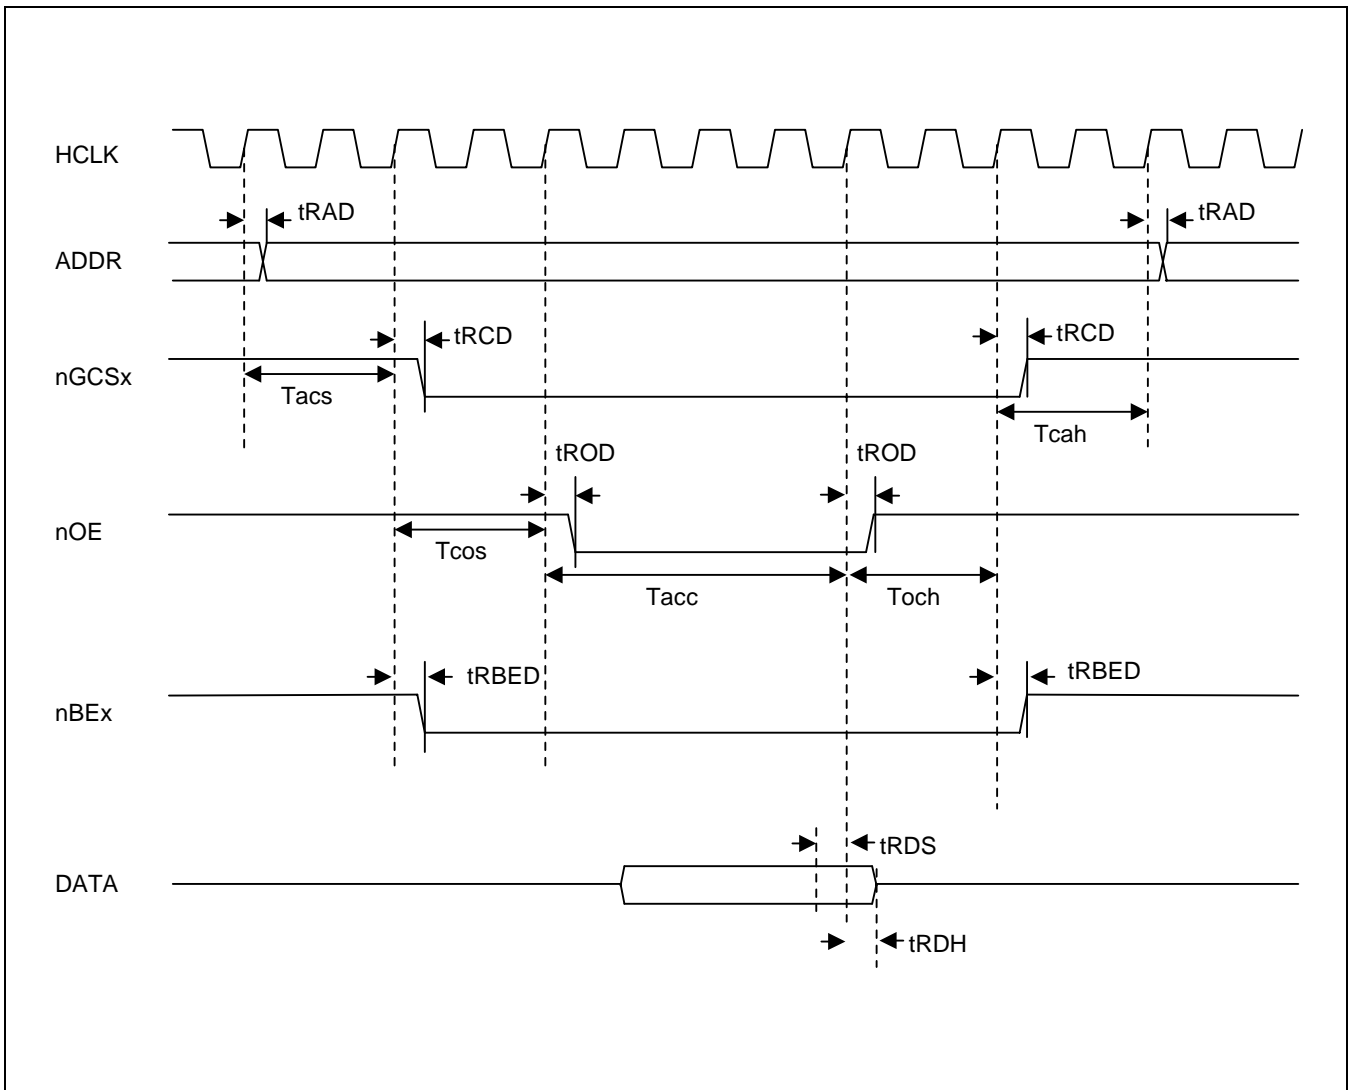 HCLK
tRAD
tRAD
ADDR
tRCD
tRCD
nGCSx
Tacs
Tcah
tROD
tROD
nOE
Tcos
Tacc
Toch
tRBED
tRBED
nBEx
tRDS
DATA
tRDH